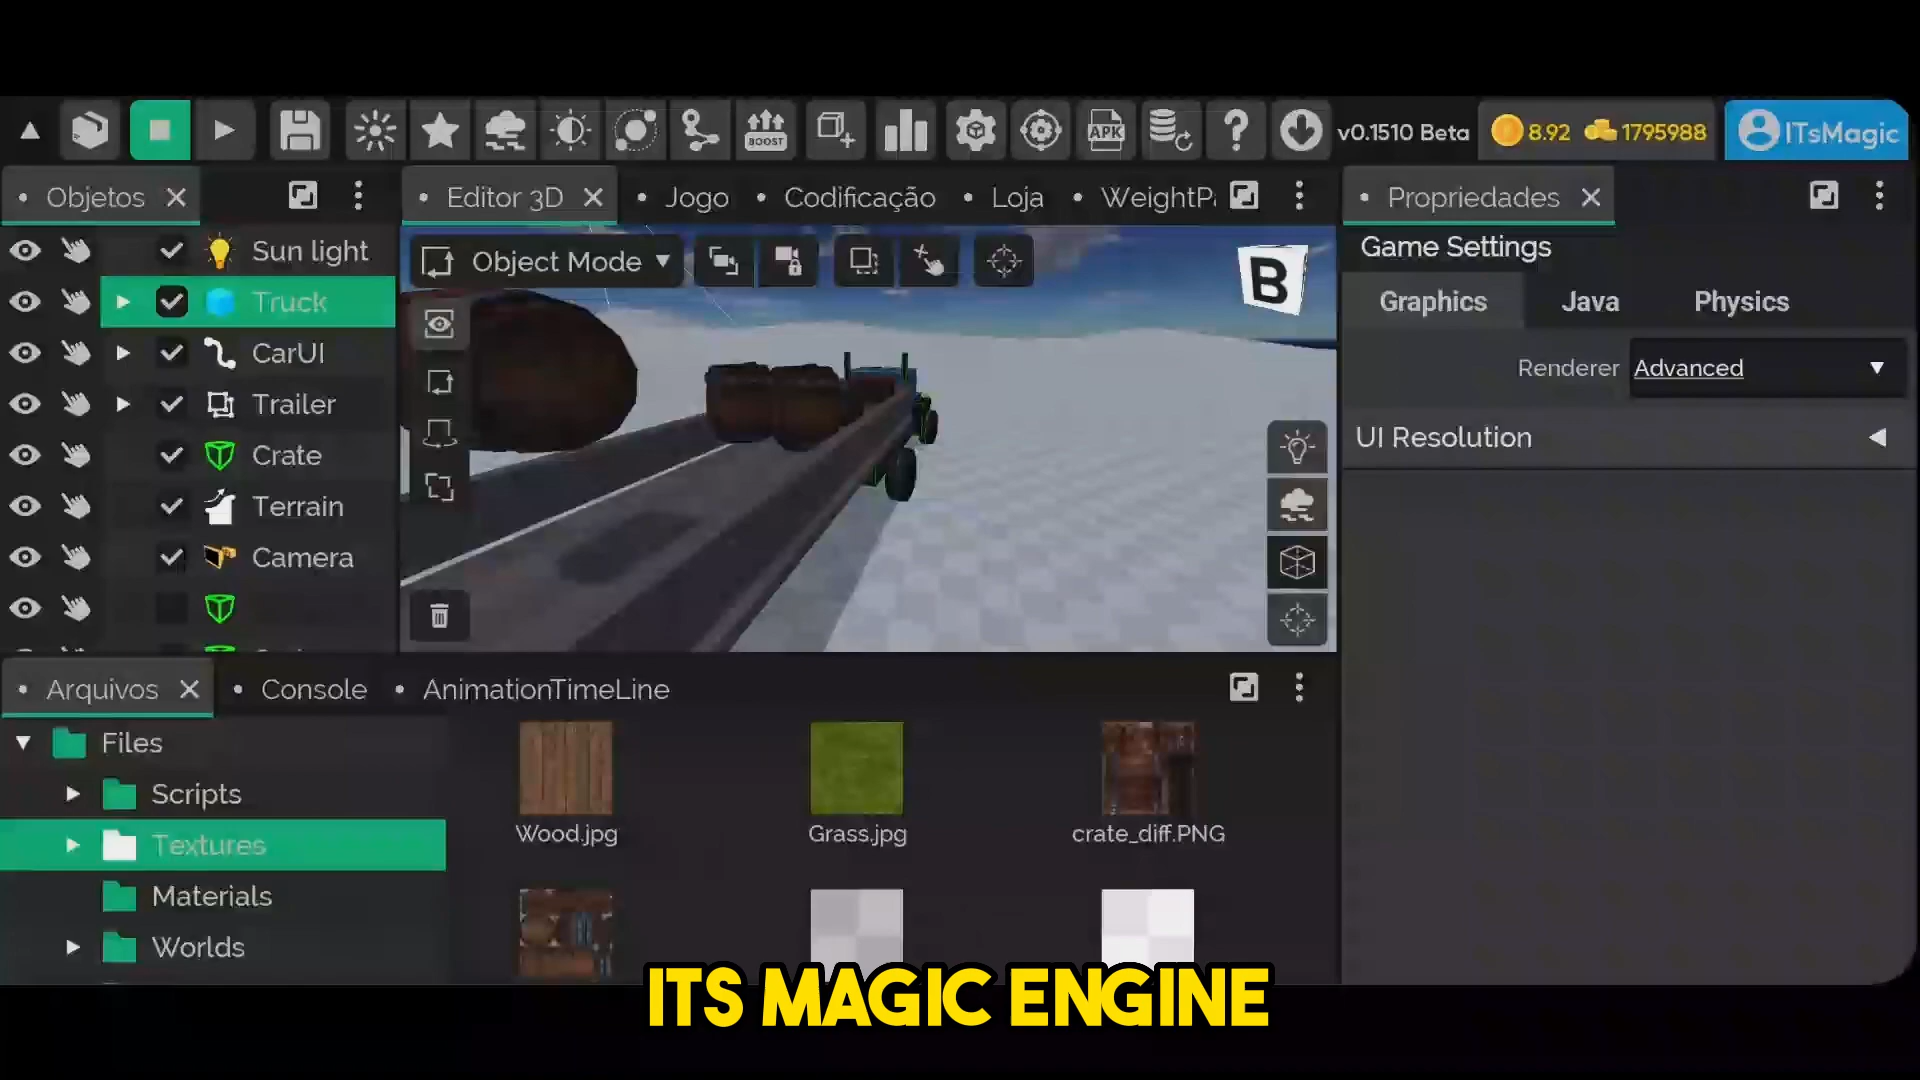 BOOST
APK
v0.1510 Beta
8.92
1795988
ITsMagic
Objetos
Editor 3D
Jogo
Codificação
Loja
WeightPa
Propriedades
Sun light
Truck
CarUI
Trailer
Crate
Terrain
Camera
Object Mode
B
Game Settings
Graphics
Java
Physics
Renderer
Advanced
UI Resolution
Arquivos
Console
AnimationTimeLine
Files
Scripts
Textures
Materials
Worlds
Wood.jpg
Grass.jpg
crate_diff.PNG
ITS MAGIC ENGINE